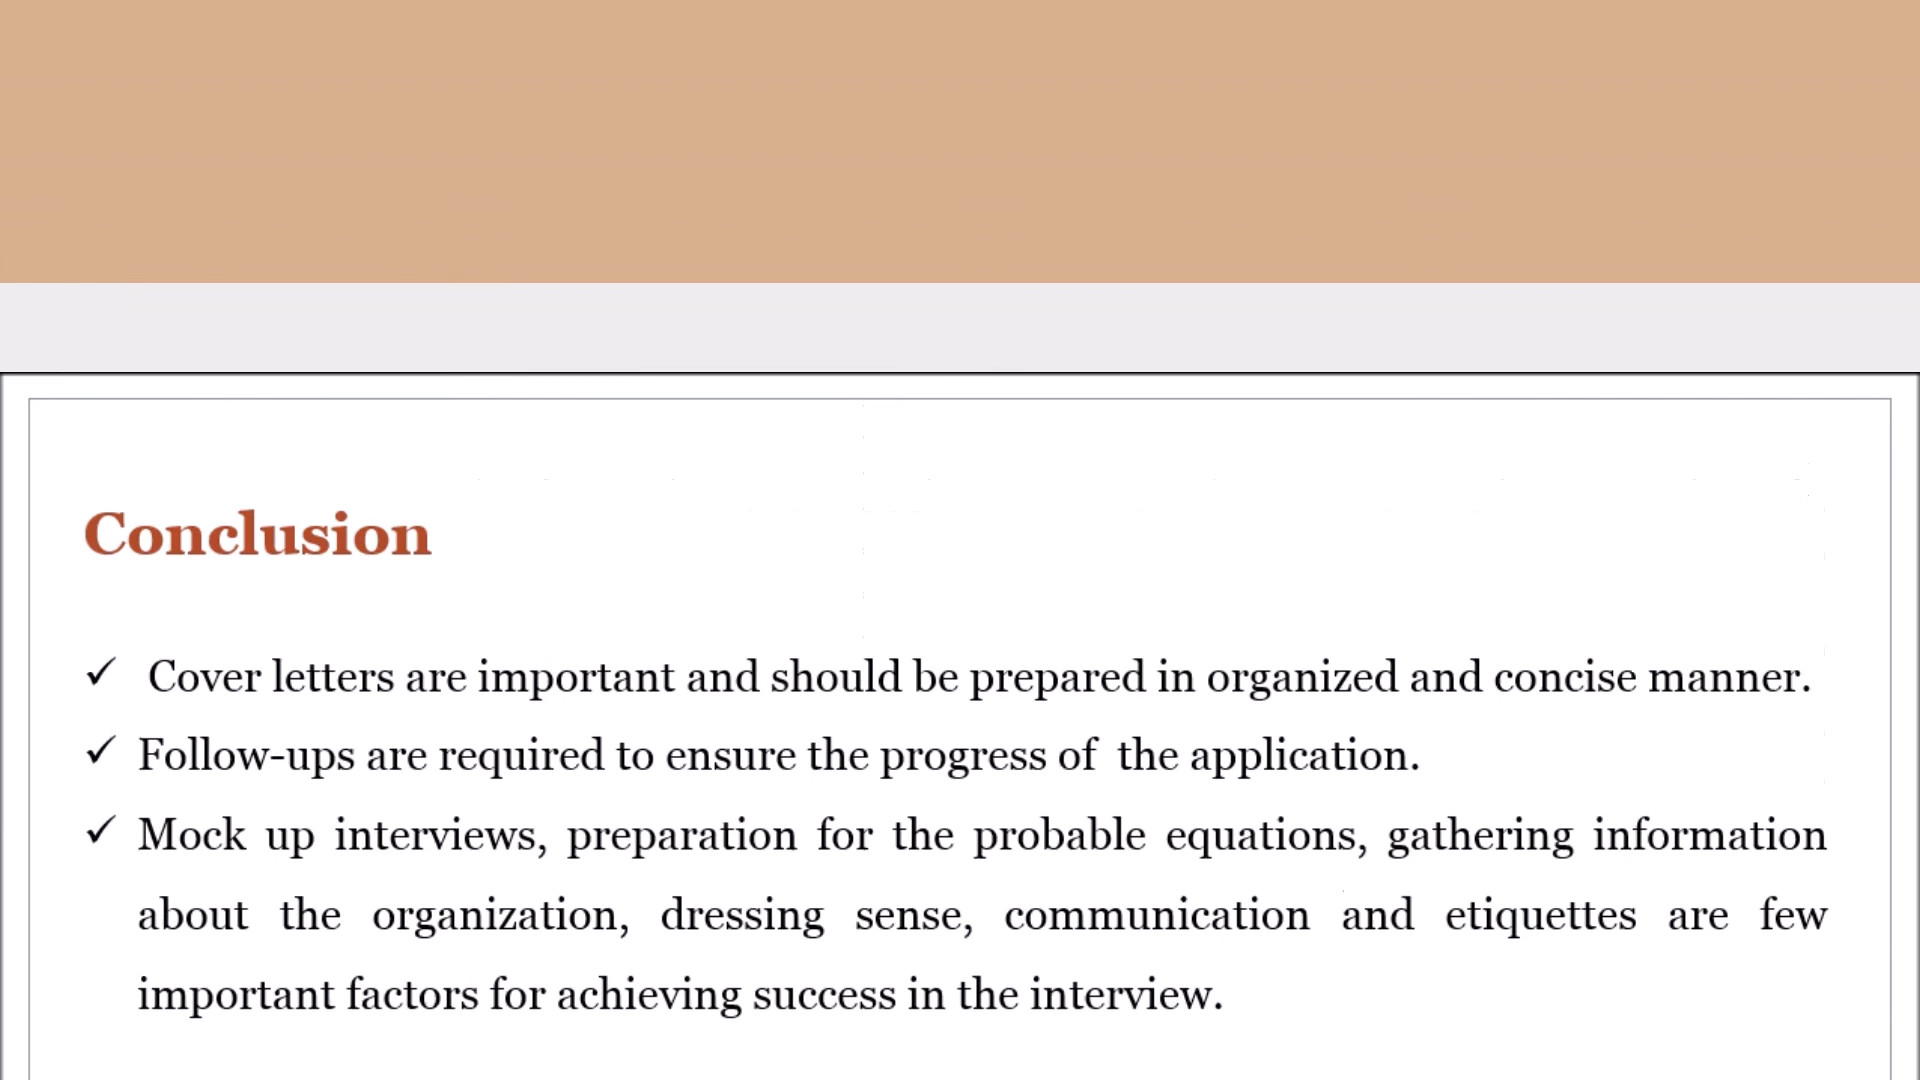 Conclusion
✓ Cover letters are important and should be prepared in organized and concise manner.
✓ Follow-ups are required to ensure the progress of the application.
✓ Mock up interviews, preparation for the probable equations, gathering information
about the organization, dressing sense, communication and etiquettes are few
important factors for achieving success in the interview.